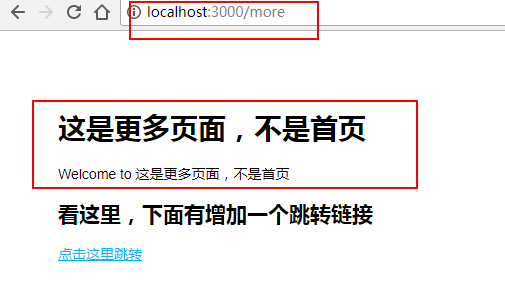 localhost:3000/more
这是更多页面，不是首页
Welcome to 这是更多页面，不是首页
看这里，下面有增加一个跳转链接
点击这里跳转